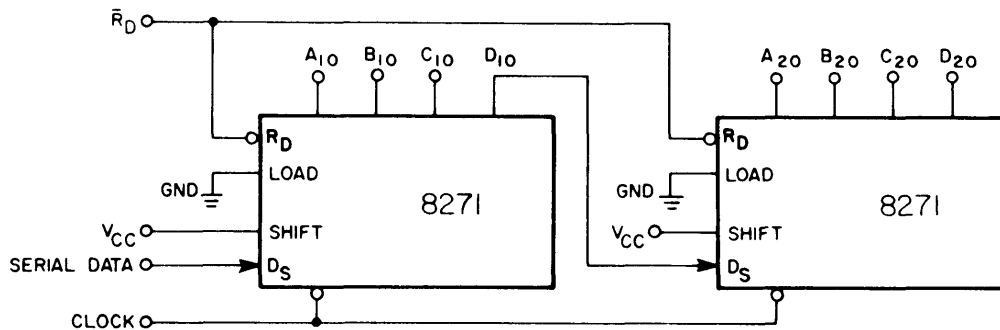 R̄D
A10 B10 C10 D10
A20 B20 C20 D20
RD
RD
LOAD
LOAD
GND
GND
8271
8271
VCC
SHIFT
VCC
SHIFT
SERIAL DATA
DS
DS
CLOCK